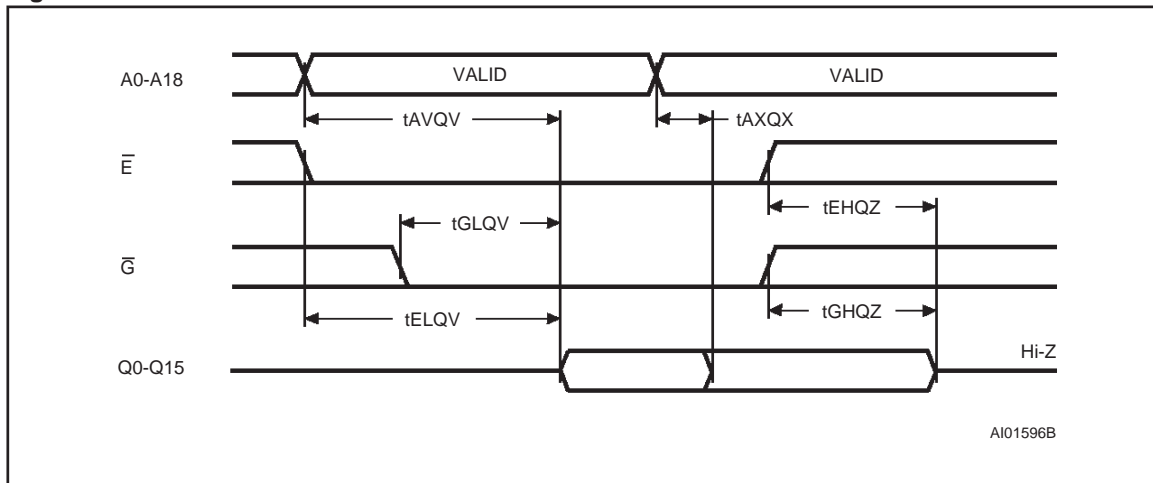 A0-A18
VALID
VALID
tAVQV
tAXQX
E̅
tEHQZ
tGLQV
G̅
tGHQZ
tELQV
Hi-Z
Q0-Q15
AI01596B